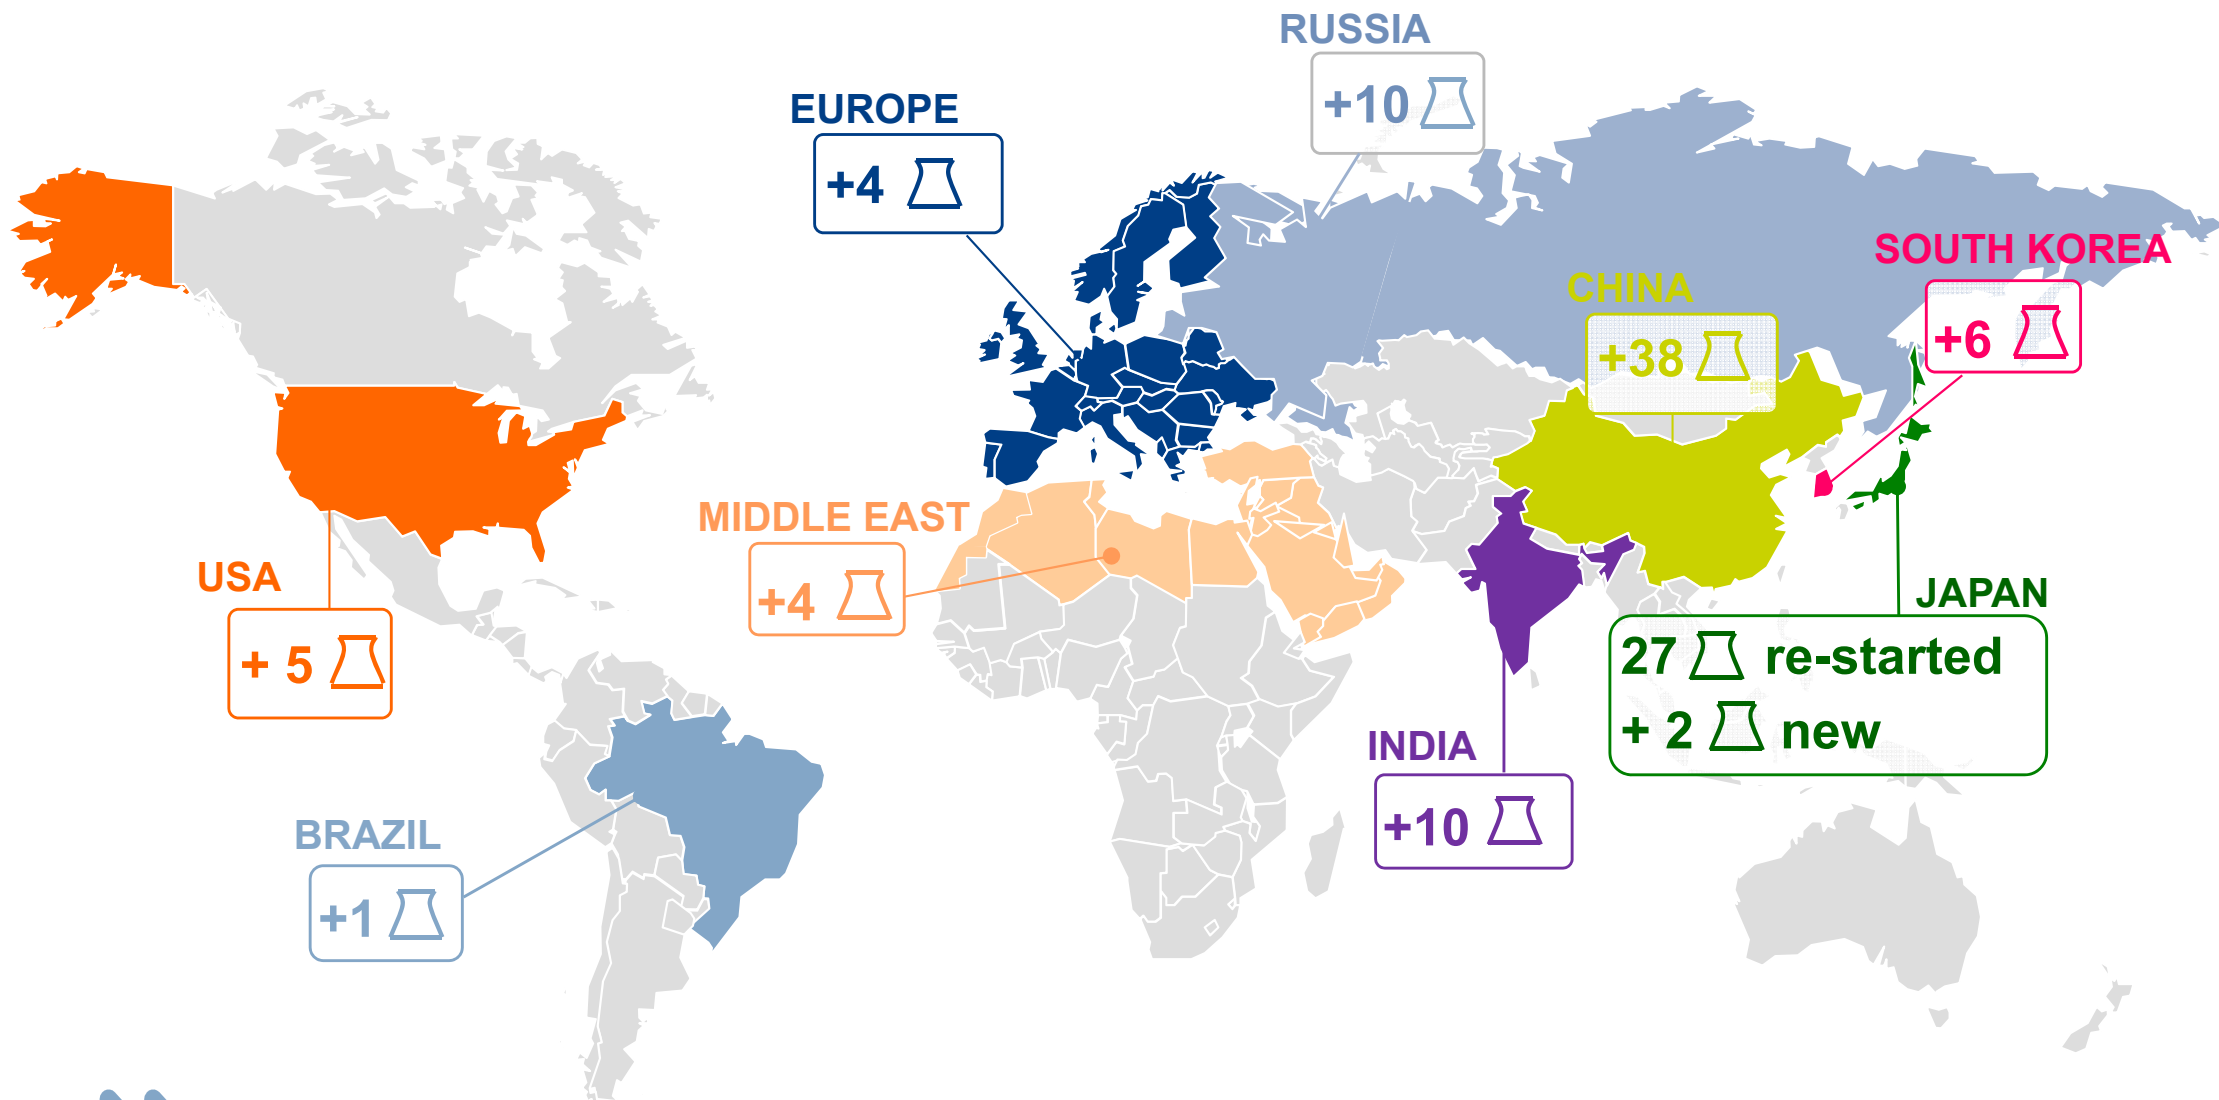 RUSSIA
+10
EUROPE
+4
SOUTH KOREA
+6
CHINA
+38
MIDDLE EAST
+4
USA
+ 5
JAPAN
27 re-started
+ 2 new
INDIA
+10
BRAZIL
+1